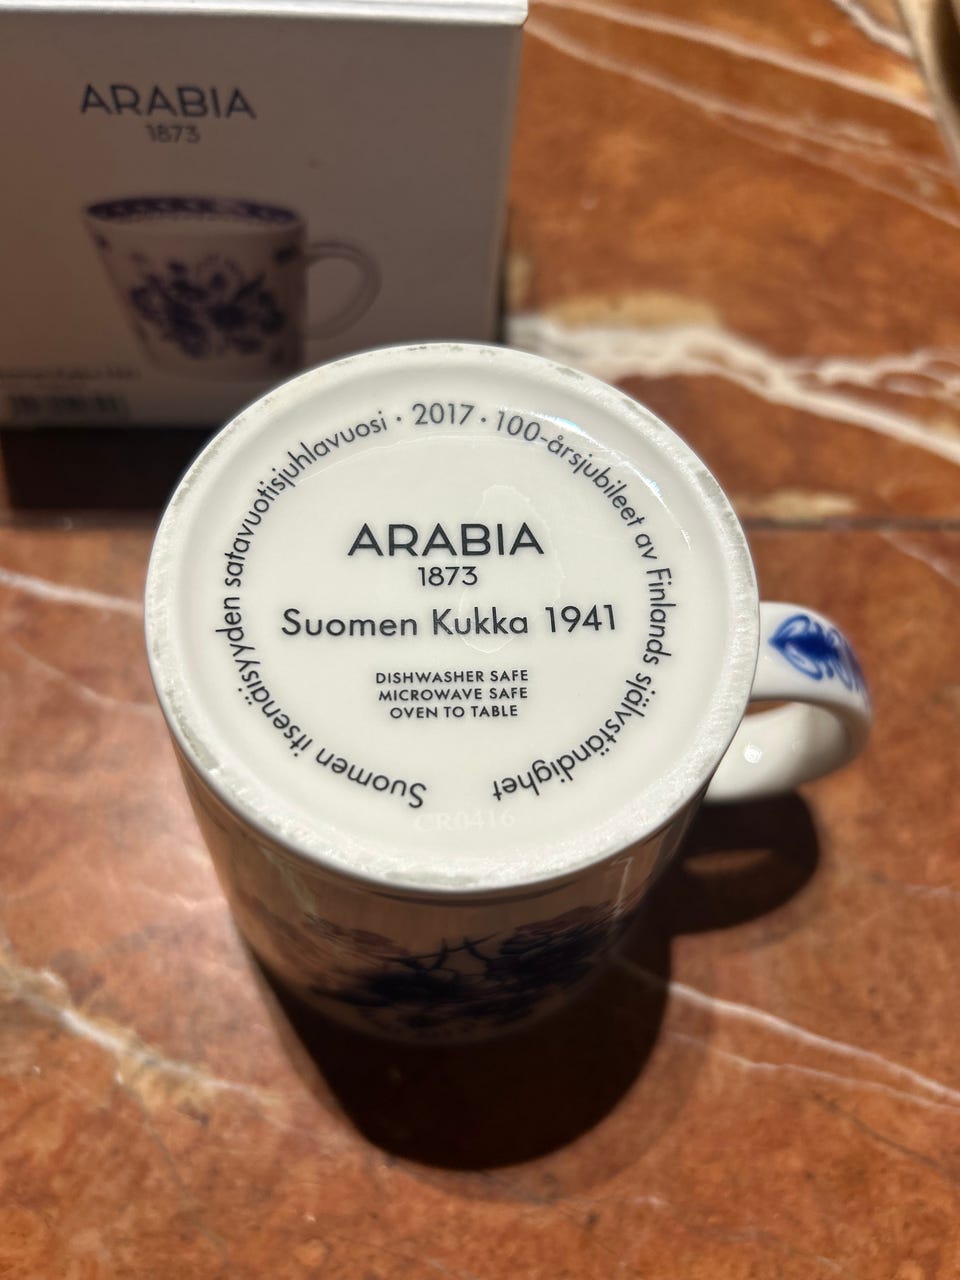 ARABIA
1873
Suomen itsenäisyyden satavuotisjuhlavuosi · 2017 · 100-årsjubileet av Finlands självständighet
ARABIA
1873
Suomen Kukka 1941
DISHWASHER SAFE
MICROWAVE SAFE
OVEN TO TABLE
CR0416